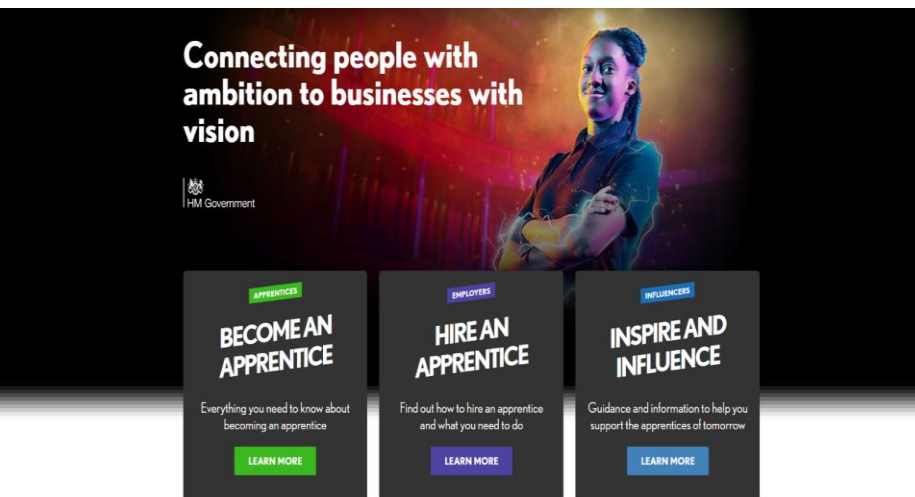 Connecting people with
ambition to businesses with
vision
HM Government
APPRENTICES
BECOME AN
APPRENTICE
Everything you need to know about
becoming an apprentice
LEARN MORE
EMPLOYERS
HIRE AN
APPRENTICE
Find out how to hire an apprentice
and what you need to do
LEARN MORE
INFLUENCERS
INSPIRE AND
INFLUENCE
Guidance and information to help you
support the apprentices of tomorrow
LEARN MORE